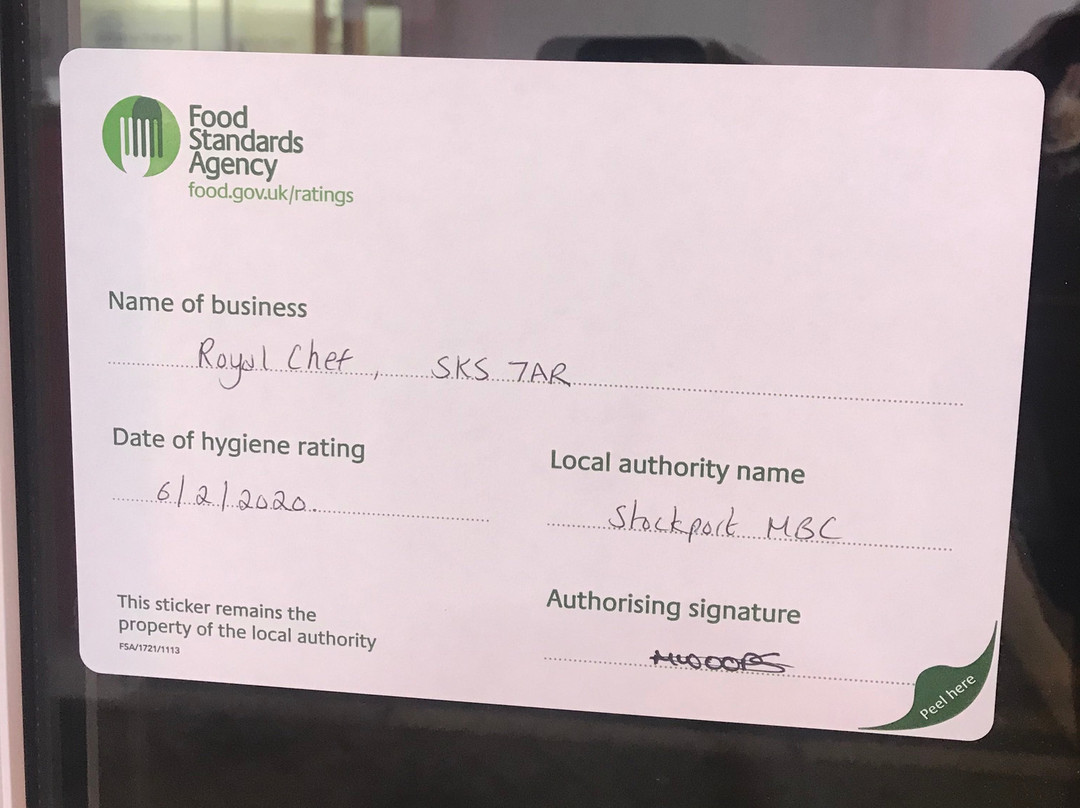 Food
Standards
Agency
food.gov.uk/ratings
Name of business
Royal Chef, SK5 7AR
Date of hygiene rating
6/2/2020.
Local authority name
Stockport MBC
This sticker remains the
property of the local authority
FSA/1721/1113
Authorising signature
Peel here